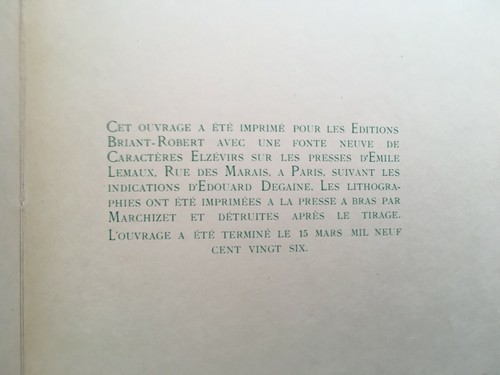 Cet ouvrage a été imprimé pour les Editions
Briant-Robert avec une fonte neuve de
Caractères Elzévirs sur les presses d'Emile
Lemaux, Rue des Marais, a Paris, suivant les
indications d'Edouard Degaine. Les lithogra-
phies ont été imprimées a la presse a bras par
Marchizet et détruites après le tirage.
L'ouvrage a été terminé le 15 mars mil neuf
cent vingt six.